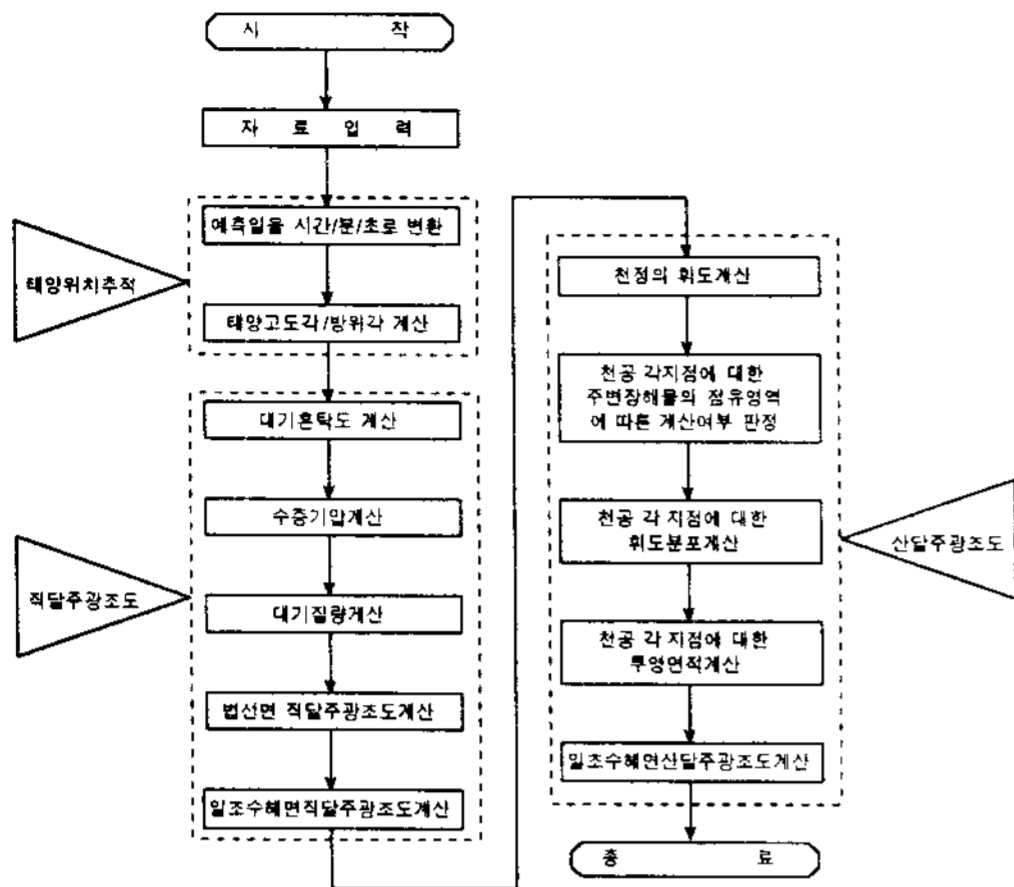 시 작
자 료 입 력
예측일을 시간/분/초로 변환
태양위치추적
태양고도각/방위각 계산
대기혼탁도 계산
수증기압계산
직달주광조도
대기질량계산
법선면 직달주광조도계산
일조수혜면직달주광조도계산
천정의 휘도계산
천공 각지점에 대한
주변장해물의 점유영역
에 따른 계산여부 판정
천공 각 지점에 대한
휘도분포계산
산달주광조도
천공 각 지점에 대한
투영면적계산
일조수혜면산달주광조도계산
종 료